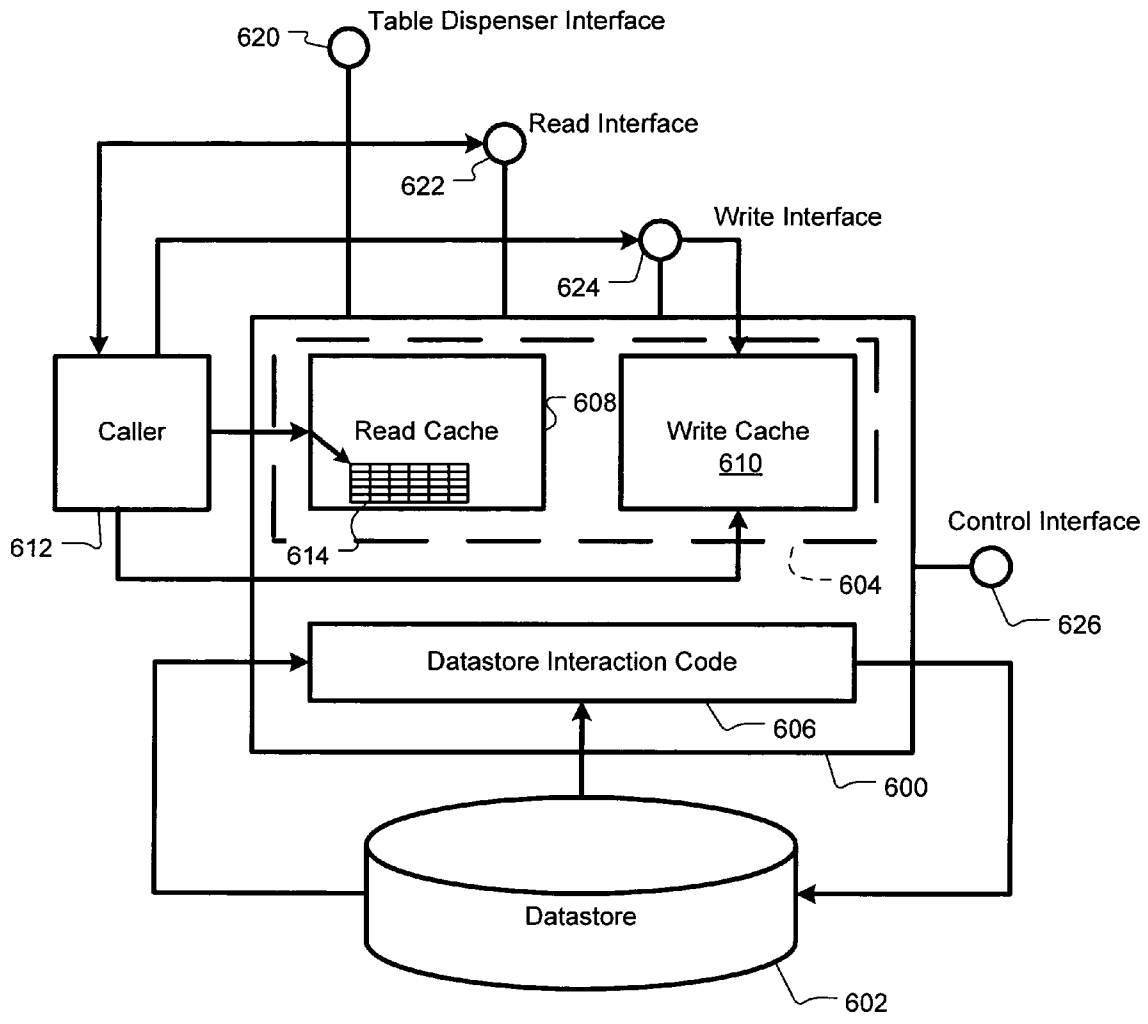 Table Dispenser Interface
620
Read Interface
622
Write Interface
624
Caller
Read Cache
608
Write Cache
610
612
614
604
Control Interface
626
Datastore Interaction Code
606
600
Datastore
602